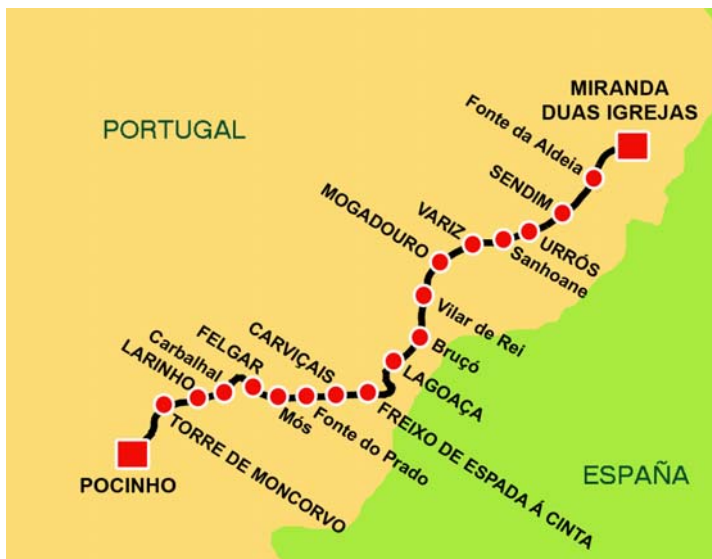 MIRANDA
DUAS IGREJAS
PORTUGAL
Fonte da Aldeia
SENDIM
VARIZ
MOGADOURO
URRÓS
Sanhoane
Vilar de Rei
Bruçó
CARVIÇAIS
FELGAR
Carbalhal
LARINHO
LAGOAÇA
Mós
Fonte do Prado
FREIXO DE ESPADA Á CINTA
TORRE DE MONCORVO
POCINHO
ESPAÑA